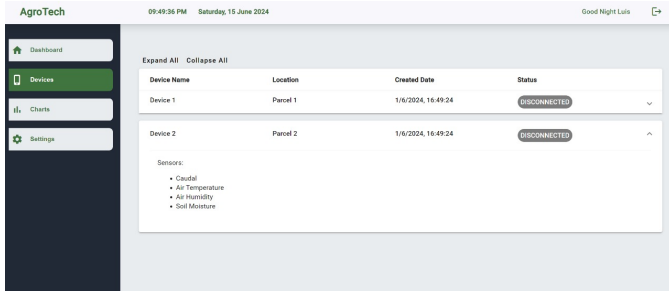 AgroTech
09:49:36 PM Saturday, 15 June 2024
Good Night Luis
Dashboard
Devices
Charts
Settings
Expand All Collapse All
Device Name Location Created Date Status
Device 1 Parcel 1 1/6/2024, 16:49:24 DISCONNECTED
Device 2 Parcel 2 1/6/2024, 16:49:24 DISCONNECTED
Sensors:
• Caudal
• Air Temperature
• Air Humidity
• Soil Moisture